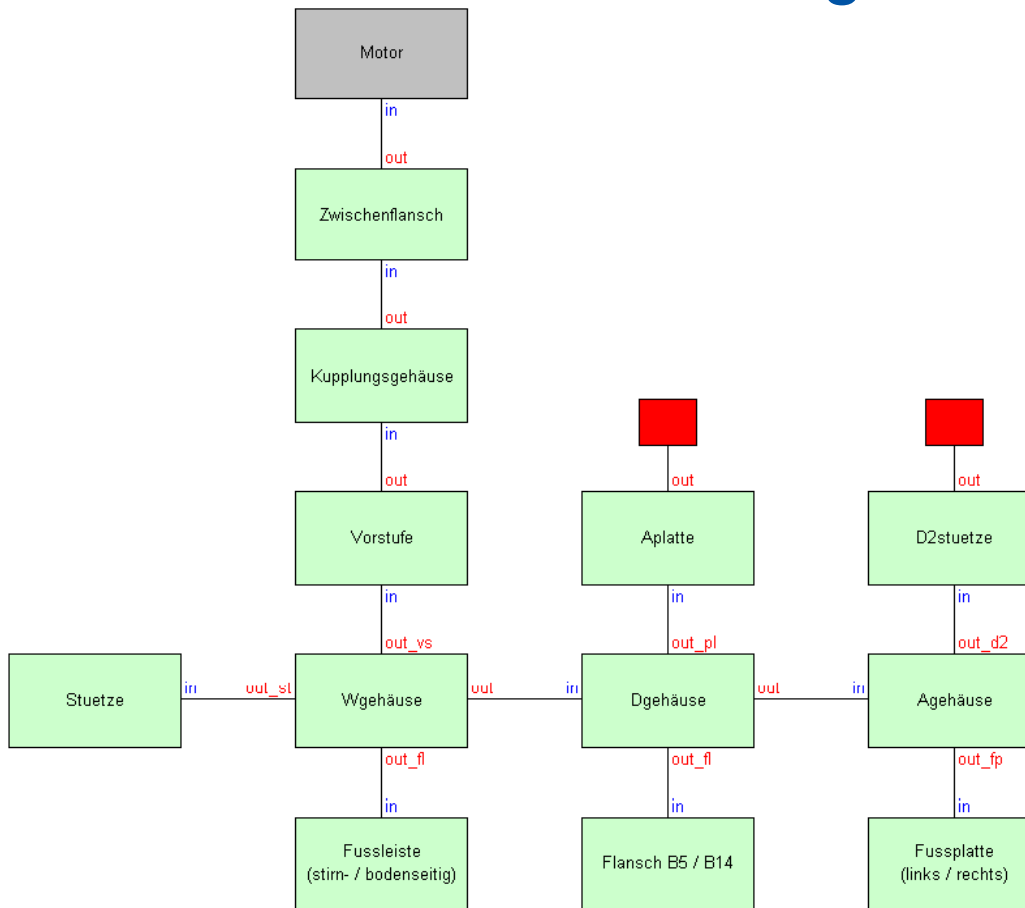 g
Motor
in
out
Zwischenflansch
in
out
Kupplungsgehäuse
in
out
out
out
Vorstufe
Aplatte
D2stuetze
in
in
in
out_vs
out_pl
out_d2
Stuetze
in
out_st
Wgehäuse
out
in
Dgehäuse
out
in
Agehäuse
out_fl
out_fl
out_fp
in
in
in
Fussleiste
(stirn- / bodenseitig)
Flansch B5 / B14
Fussplatte
(links / rechts)